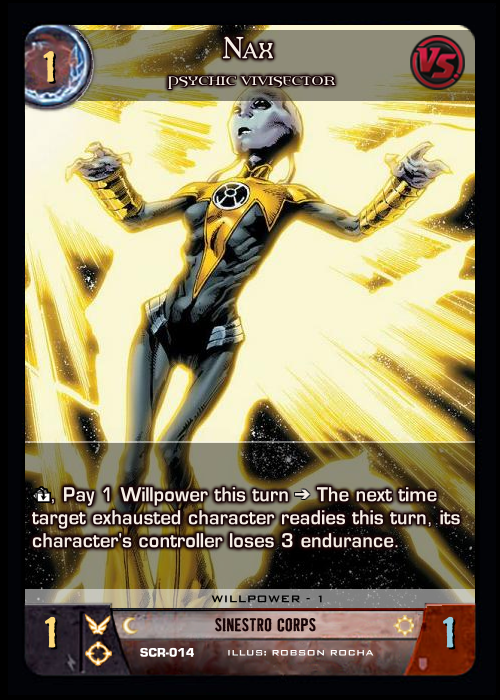 1
Nax
VS.
PSYCHIC VIVISECTOR
, Pay 1 Willpower this turn ➔ The next time
target exhausted character readies this turn, its
character's controller loses 3 endurance.
WILLPOWER - 1
1
SINESTRO CORPS
1
SCR-014
ILLUS: ROBSON ROCHA